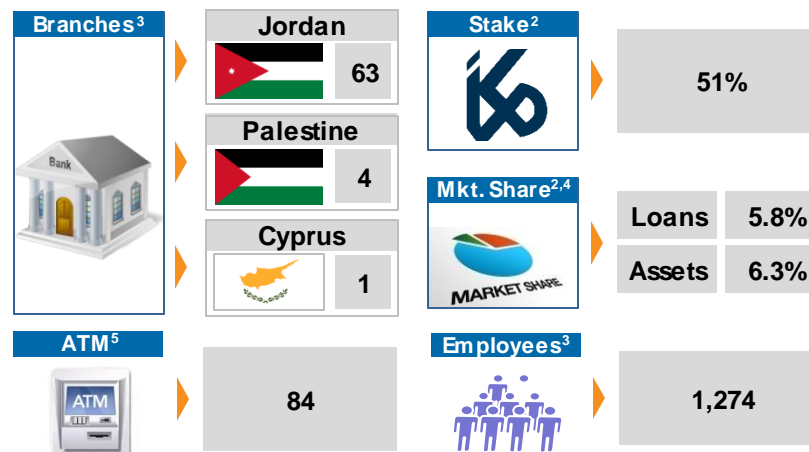 Branches³
Bank
Jordan
63
Palestine
4
Cyprus
1
Stake²
51%
Mkt. Share²,⁴
MARKET SHARE
Loans 5.8%
Assets 6.3%
ATM⁵
ATM
84
Employees³
1,274